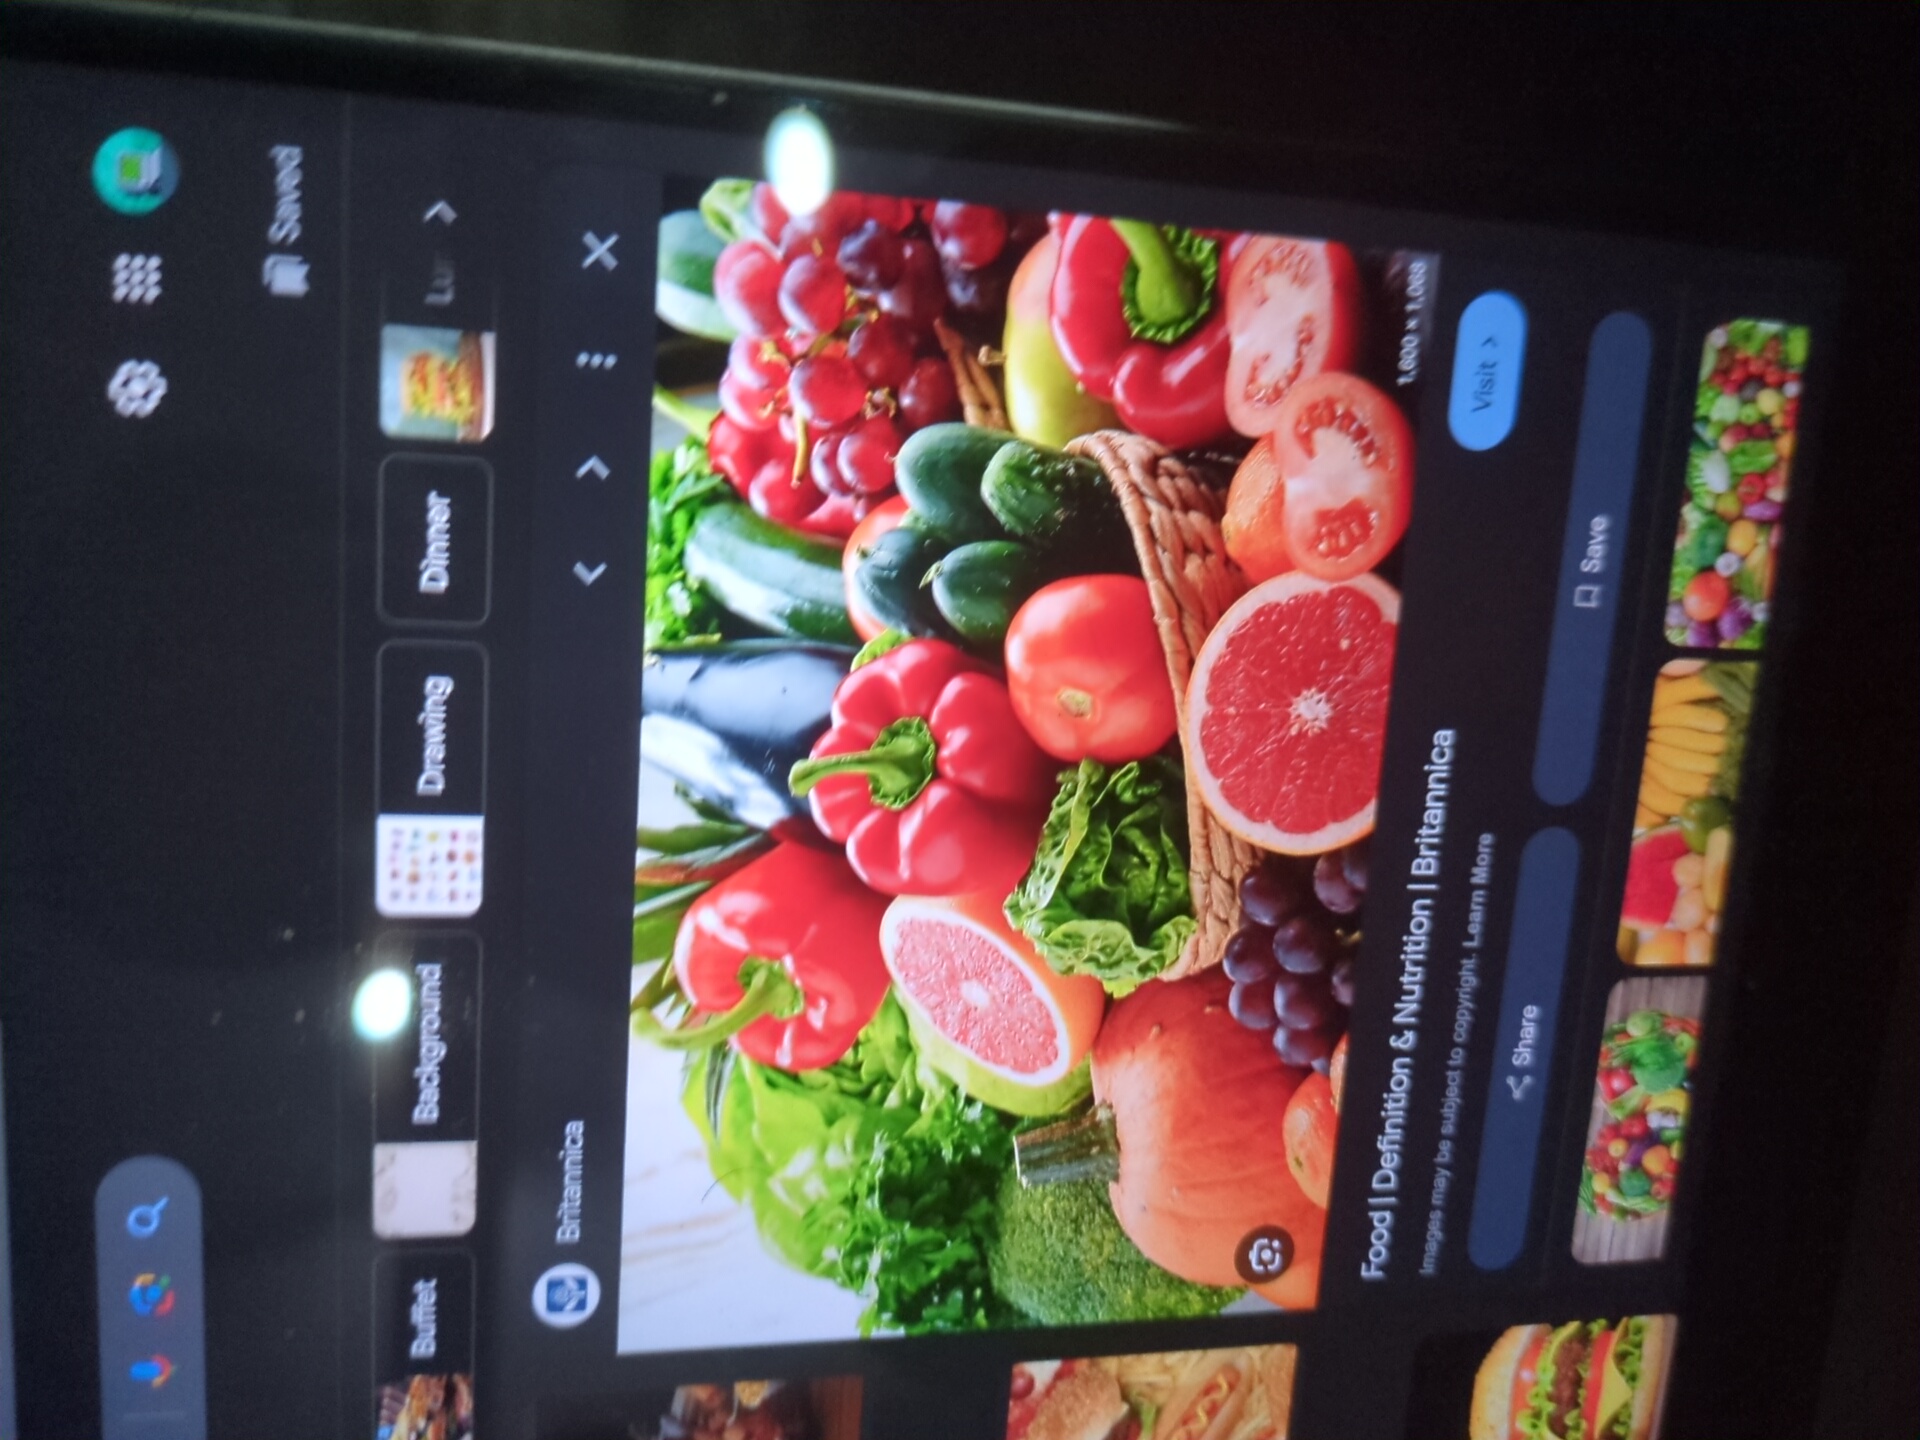 Saved
Buffet
Background
Drawing
Dinner
Britannica
1,600 × 1,068
Food | Definition & Nutrition | Britannica
Images may be subject to copyright. Learn More
Visit >
Share
Save